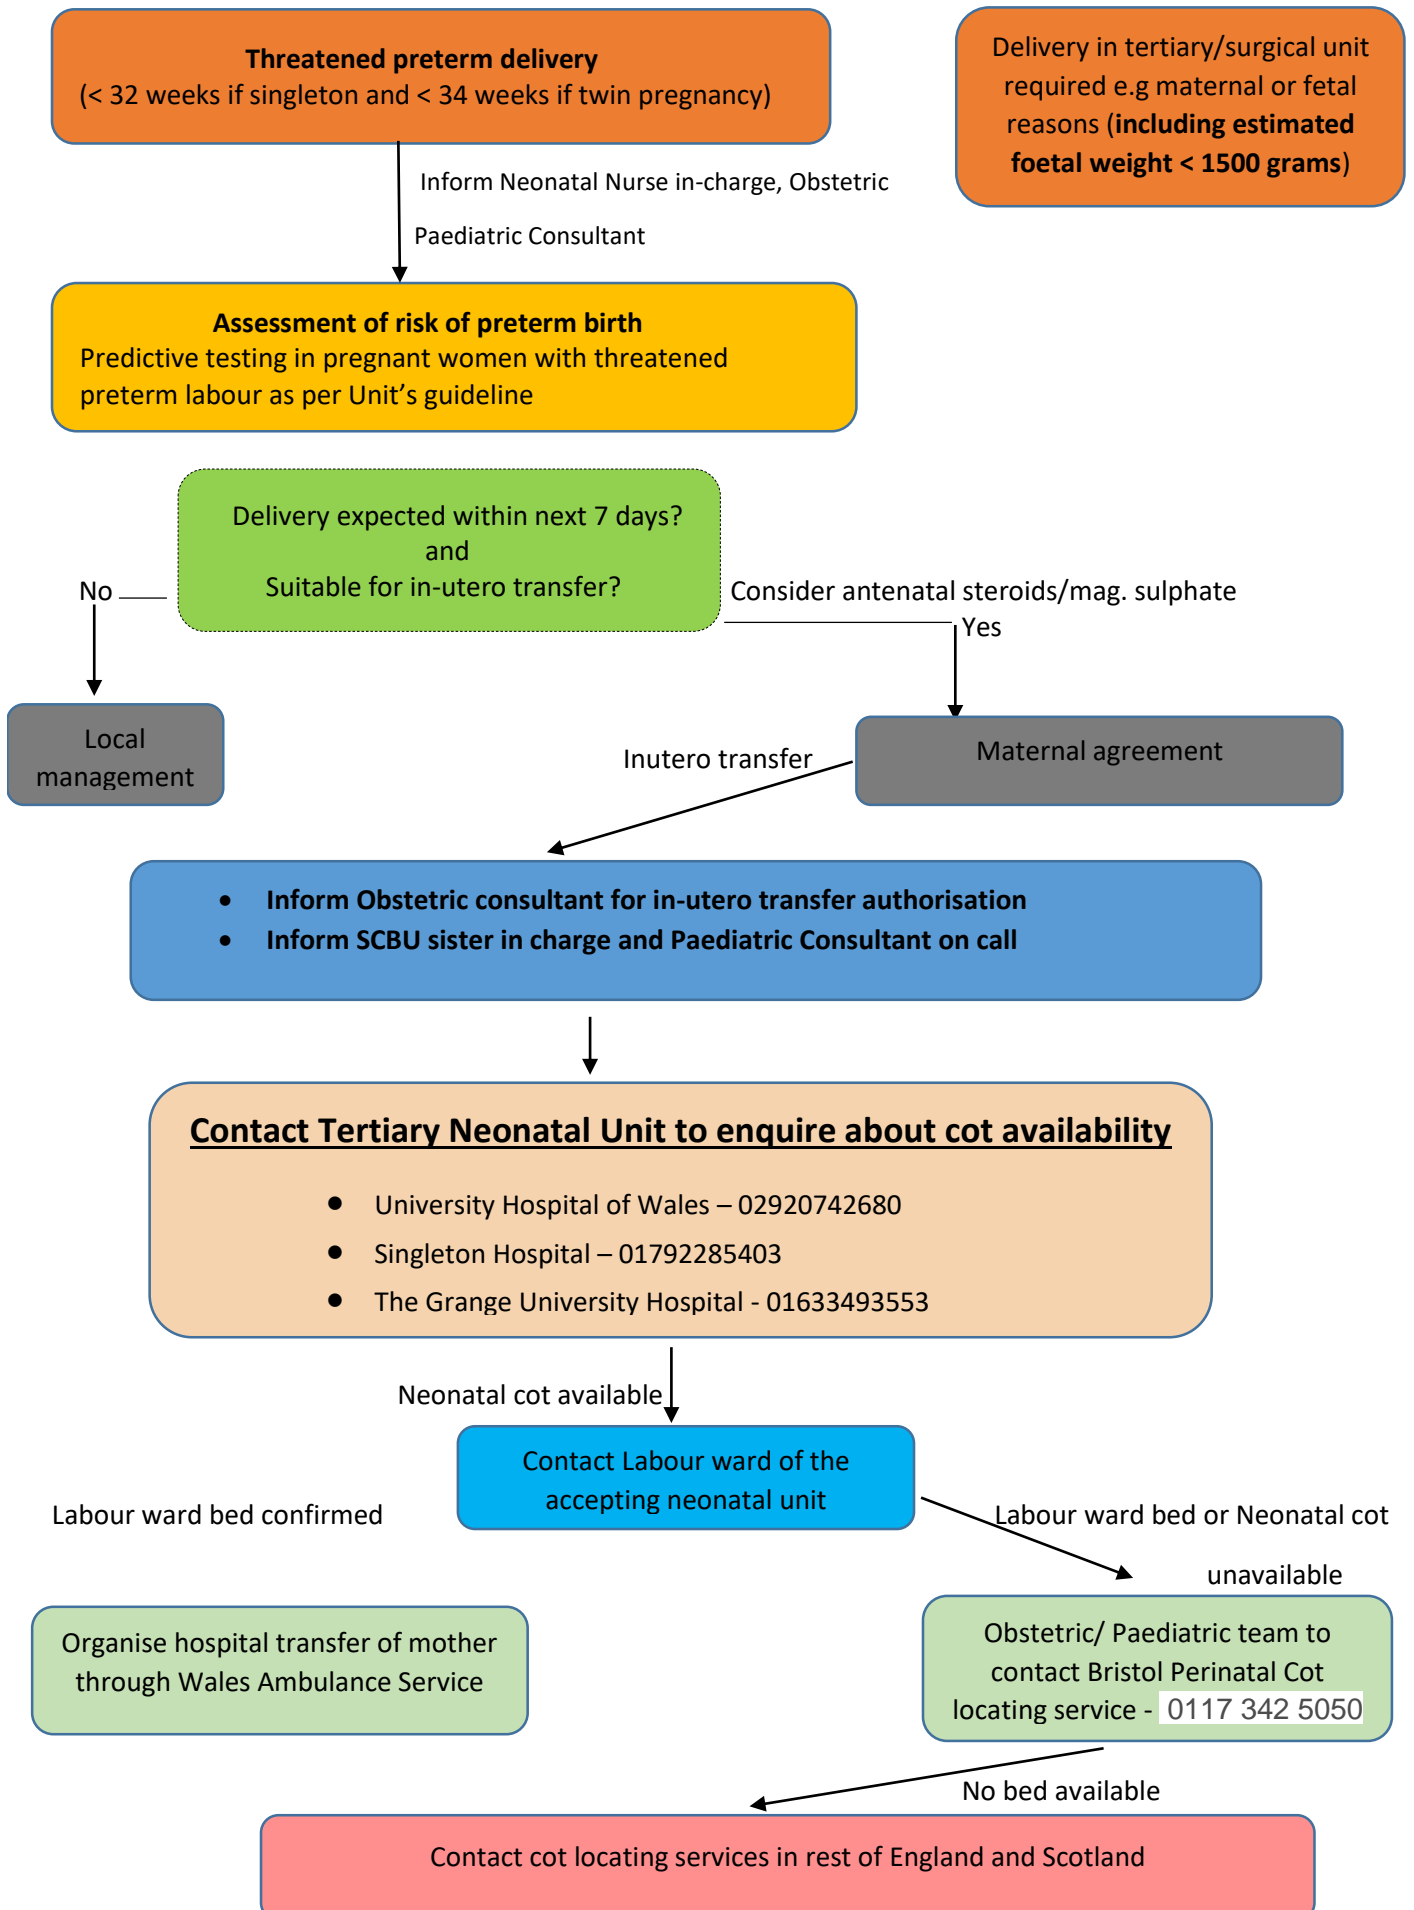 Threatened preterm delivery
(< 32 weeks if singleton and < 34 weeks if twin pregnancy)
Delivery in tertiary/surgical unit
required e.g maternal or fetal
reasons (including estimated
foetal weight < 1500 grams)
Inform Neonatal Nurse in-charge, Obstetric
Paediatric Consultant
Assessment of risk of preterm birth
Predictive testing in pregnant women with threatened
preterm labour as per Unit’s guideline
Delivery expected within next 7 days?
and
Suitable for in-utero transfer?
No
Consider antenatal steroids/mag. sulphate
Yes
Local
management
Maternal agreement
Inutero transfer
• Inform Obstetric consultant for in-utero transfer authorisation
• Inform SCBU sister in charge and Paediatric Consultant on call
Contact Tertiary Neonatal Unit to enquire about cot availability
• University Hospital of Wales – 02920742680
• Singleton Hospital – 01792285403
• The Grange University Hospital - 01633493553
Neonatal cot available
Contact Labour ward of the
accepting neonatal unit
Labour ward bed confirmed
Labour ward bed or Neonatal cot
unavailable
Organise hospital transfer of mother
through Wales Ambulance Service
Obstetric/ Paediatric team to
contact Bristol Perinatal Cot
locating service - 0117 342 5050
No bed available
Contact cot locating services in rest of England and Scotland